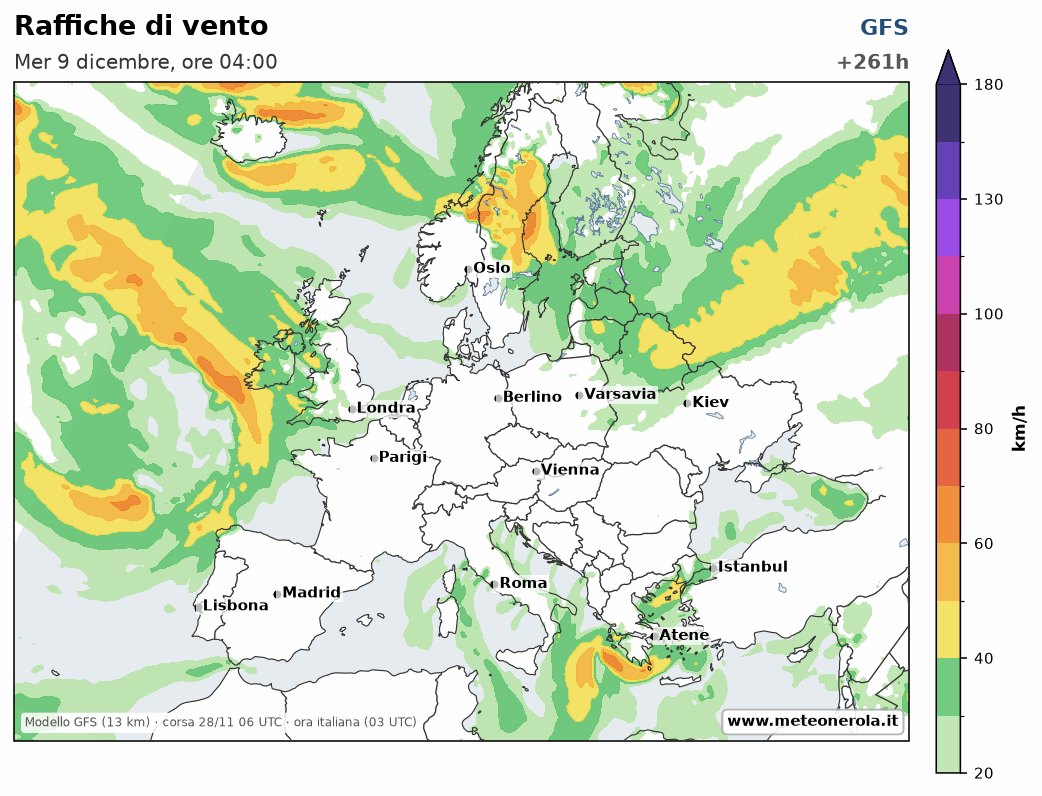 Raffiche di vento
GFS
Mer 9 dicembre, ore 04:00
+261h
180
130
100
80
60
40
20
km/h
Oslo
Londra
Berlino
Varsavia
Kiev
Parigi
Vienna
Istanbul
Roma
Madrid
Lisbona
Atene
Modello GFS (13 km) · corsa 28/11 06 UTC · ora italiana (03 UTC)
www.meteonerola.it